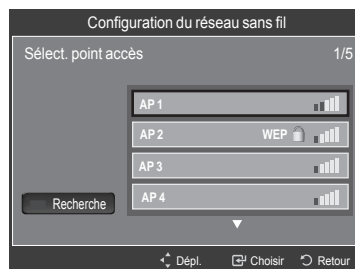 Configuration du réseau sans fil
Sélect. point accès 1/5
AP 1
AP 2 WEP
AP 3
AP 4
Recherche
Dépl. Choisir Retour